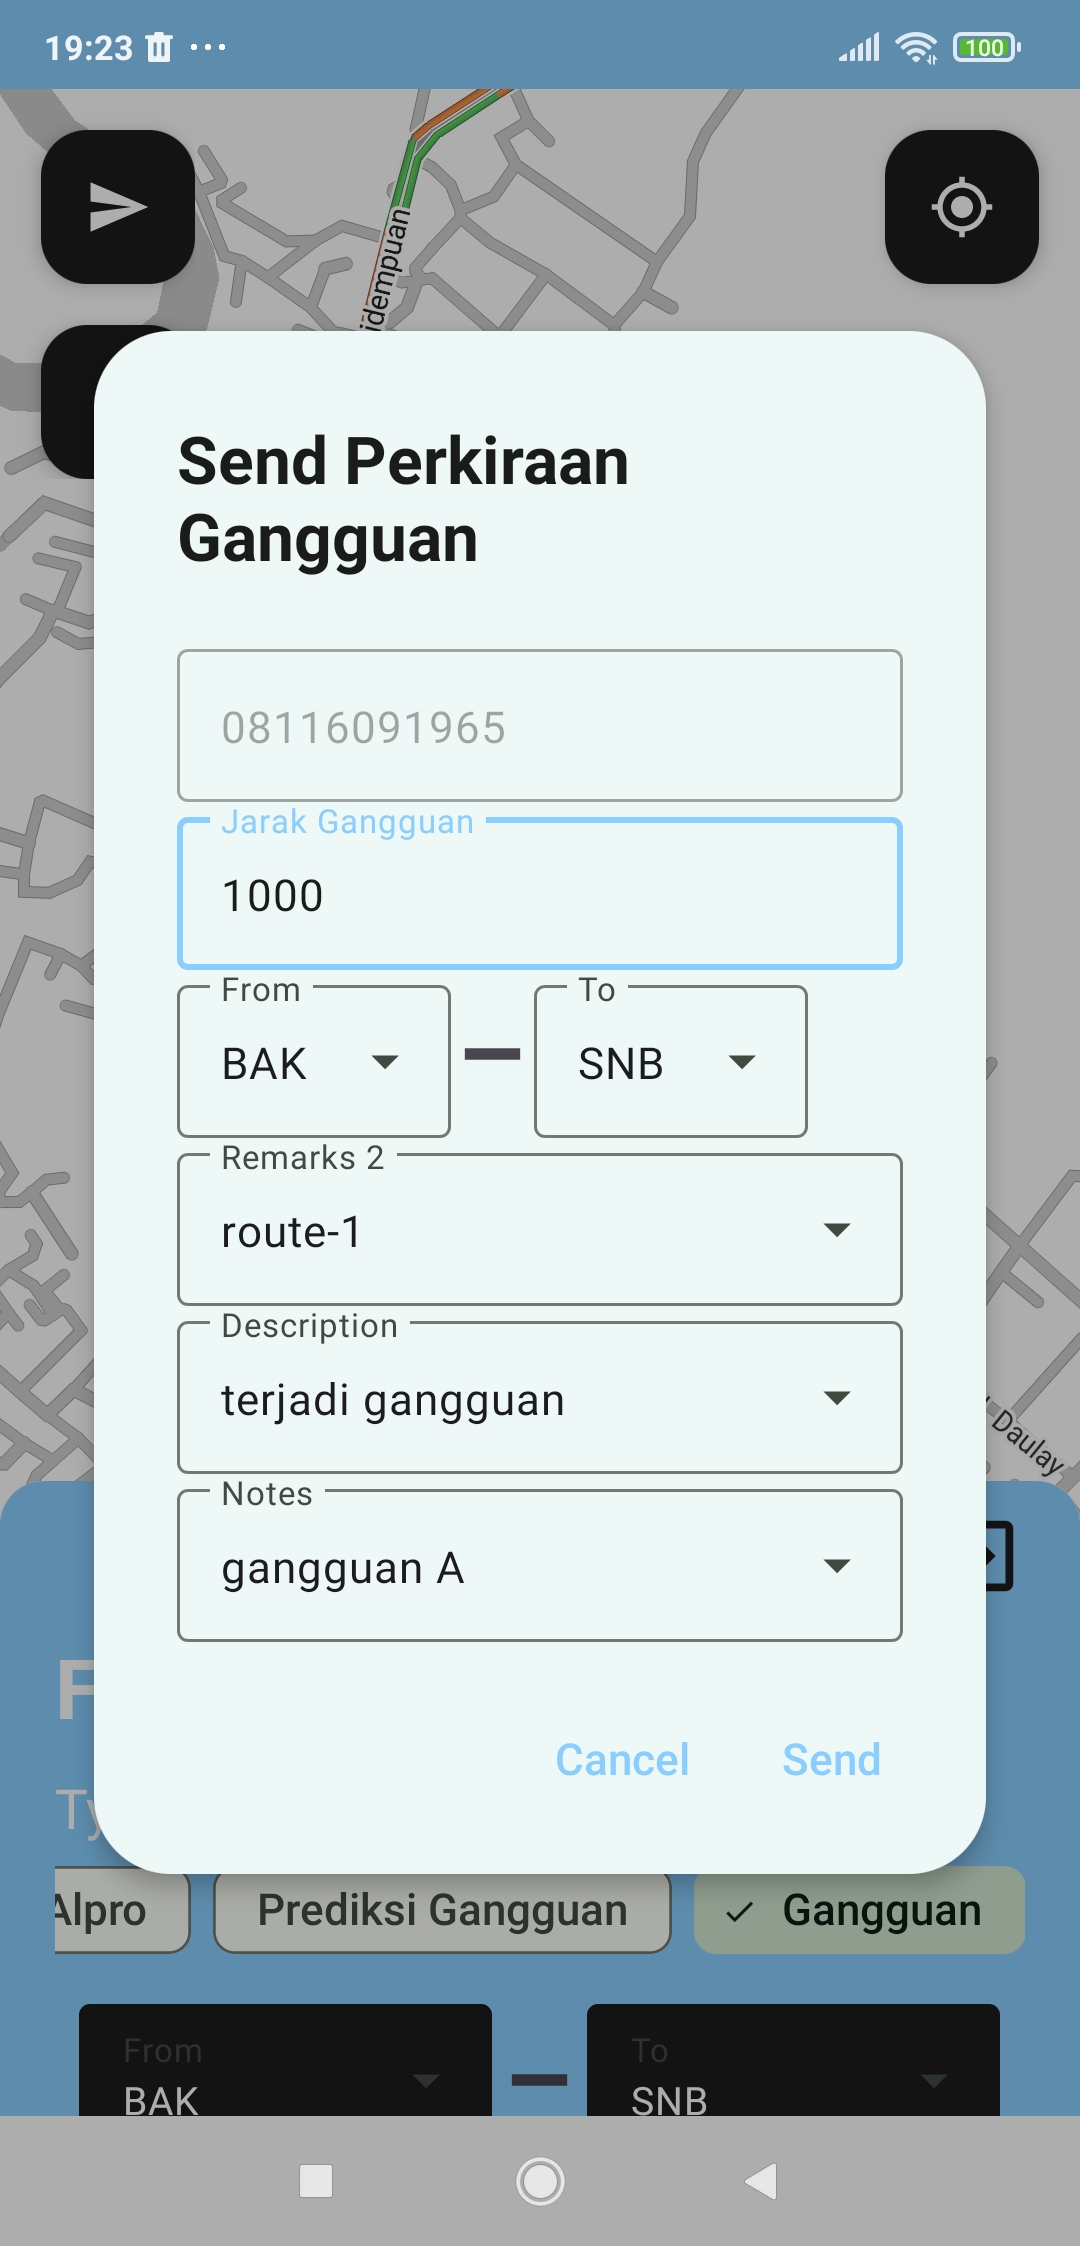 19:23
100
idempuan
Send Perkiraan
Gangguan
08116091965
Jarak Gangguan
1000
From
BAK
To
SNB
Remarks 2
route-1
Description
terjadi gangguan
Notes
gangguan A
Daulay
Cancel
Send
Alpro
Prediksi Gangguan
Gangguan
From
BAK
To
SNB